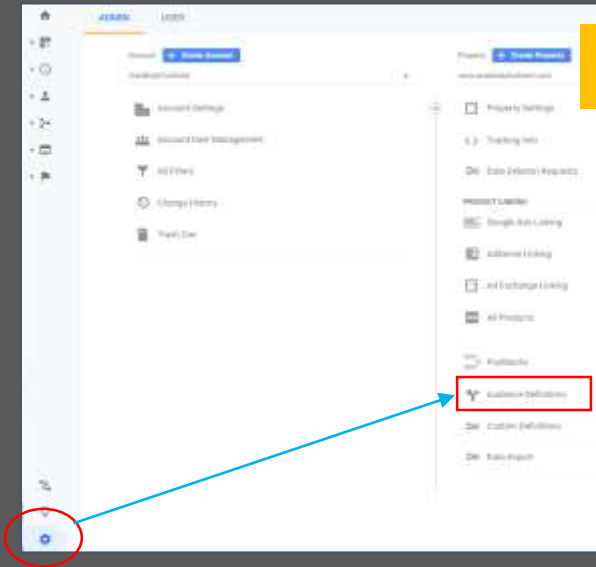 ADMIN USER
Account + Create Account
Property + Create Property
Account Settings
Account User Management
All Filters
Change History
Trash Can
Property Settings
Tracking Info
Data Deletion Requests
PRODUCT LINKING
Google Ads Linking
AdSense Linking
Ad Exchange Linking
All Products
Postbacks
Audience Definitions
Custom Definitions
Data Import